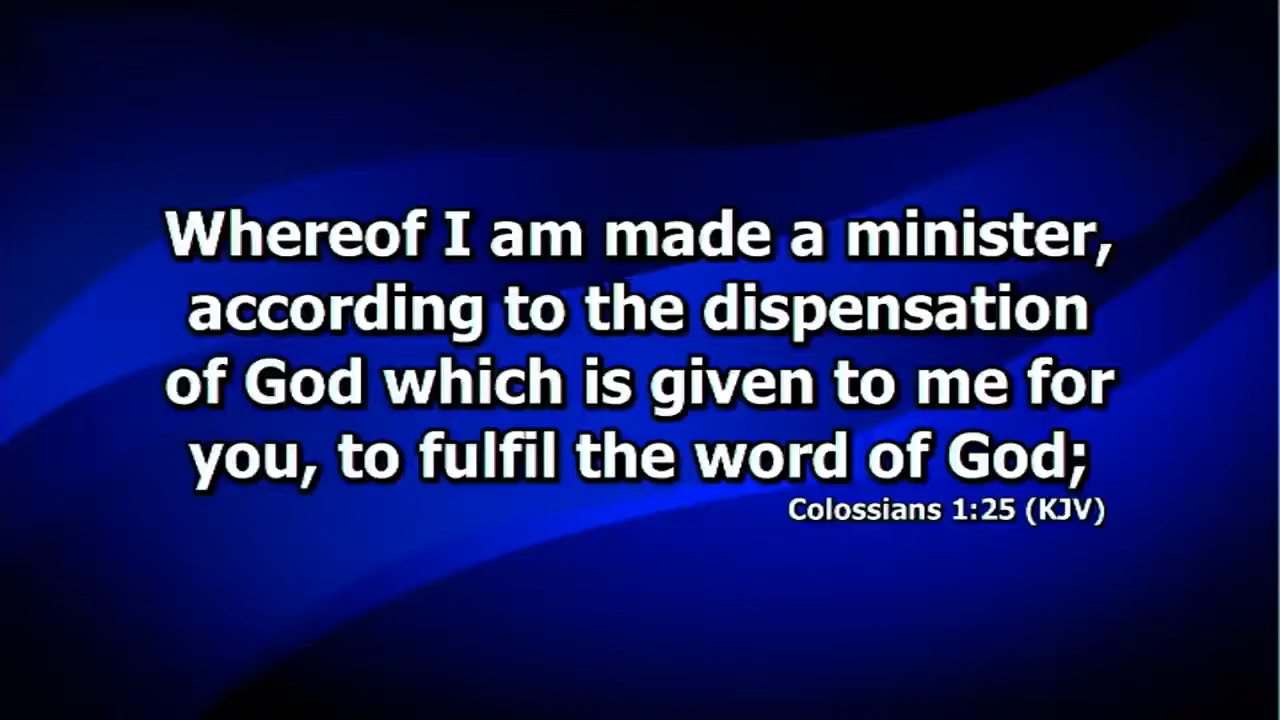 Whereof I am made a minister,
according to the dispensation
of God which is given to me for
you, to fulfil the word of God;
Colossians 1:25 (KJV)